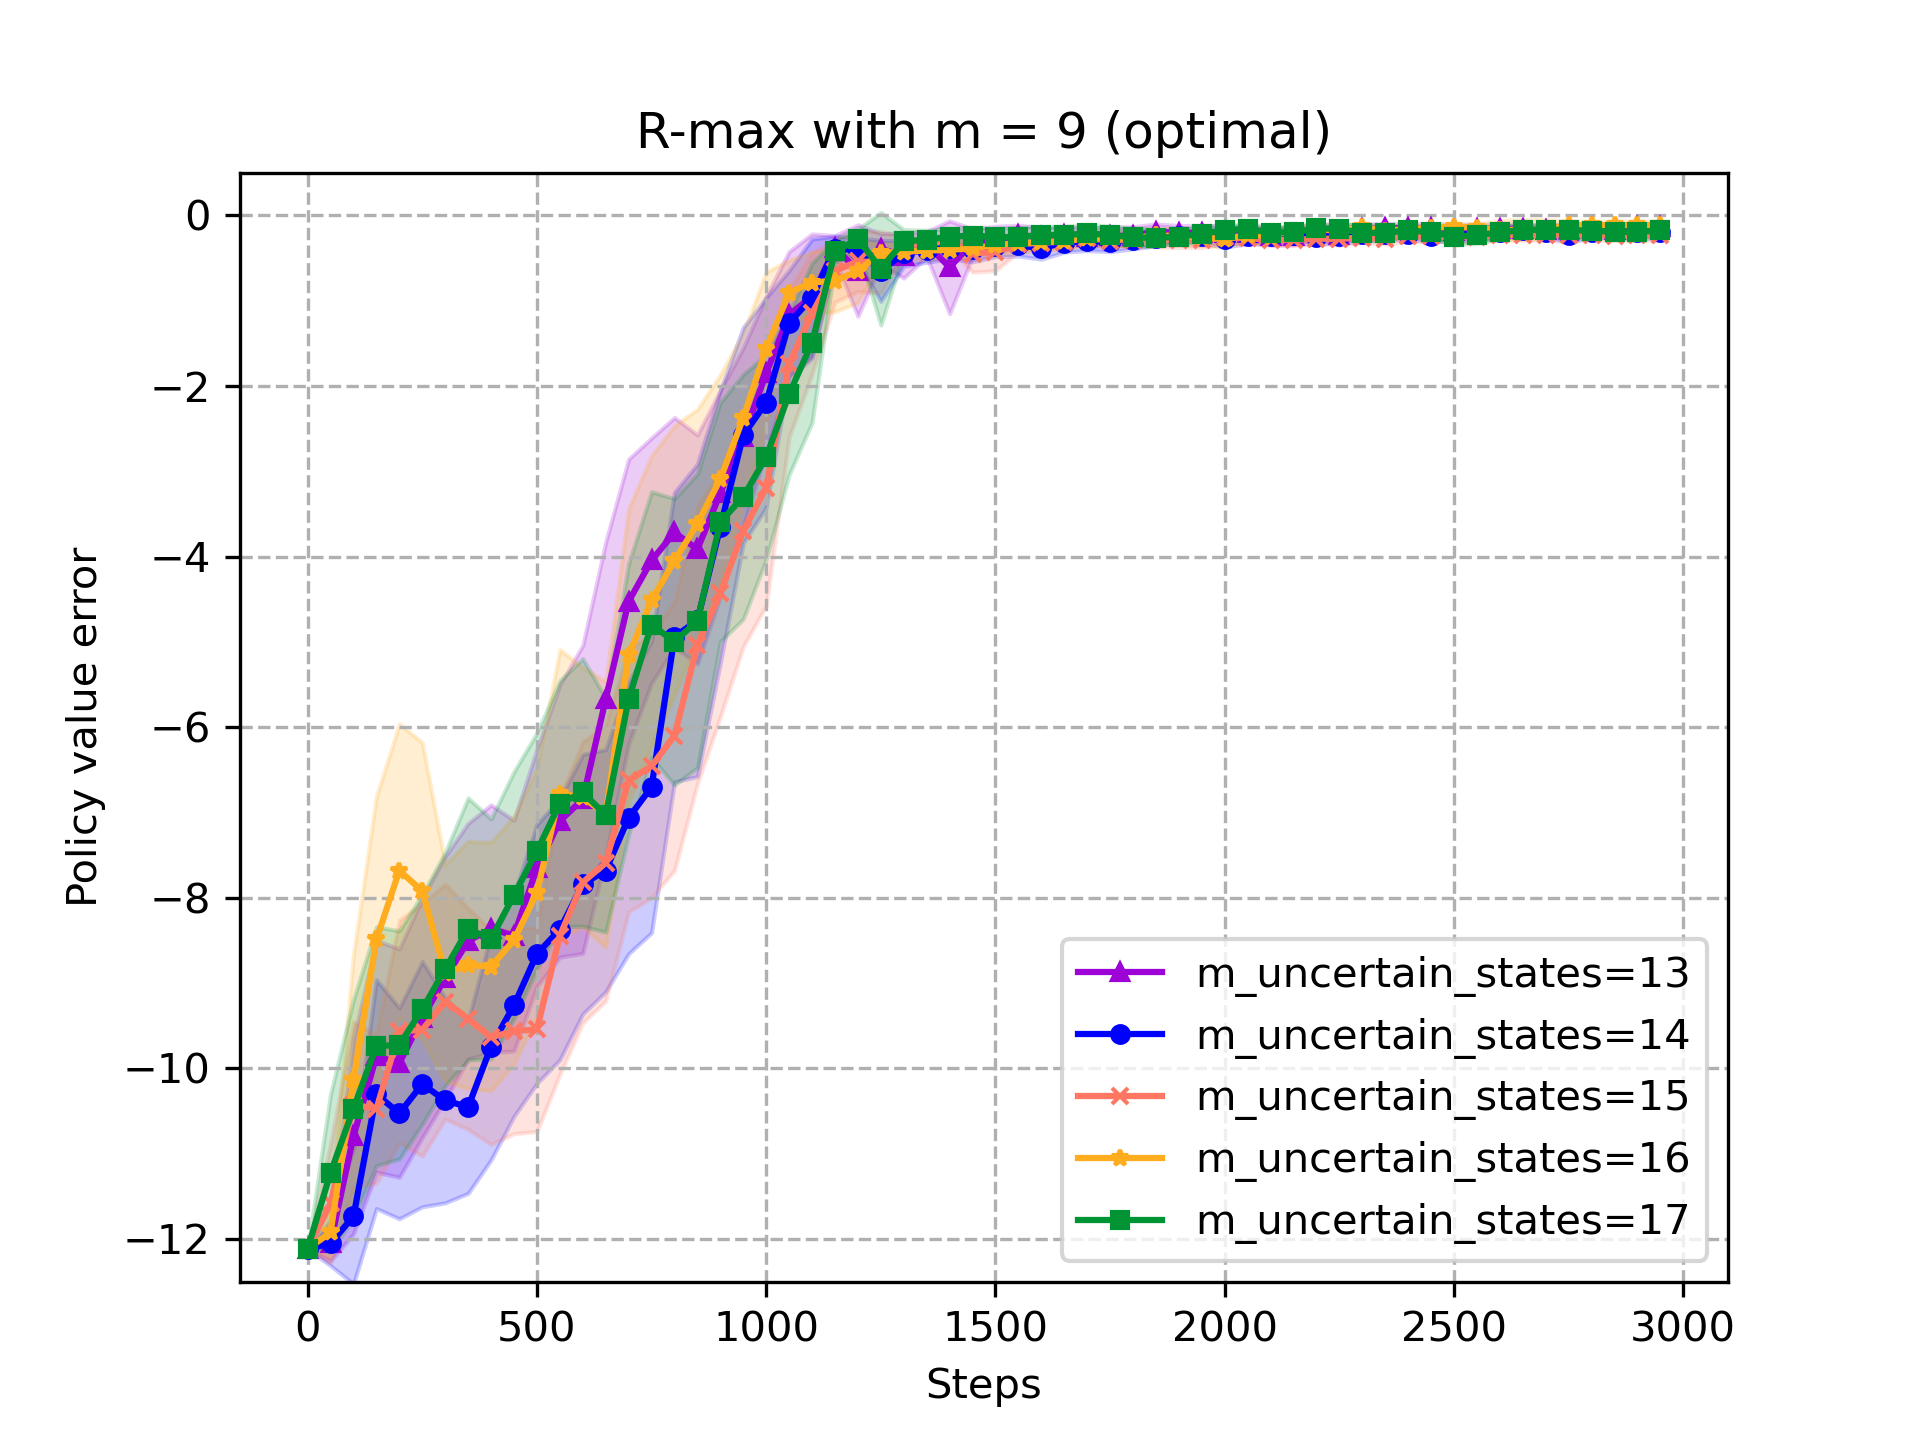 R-max with m = 9 (optimal)
Policy value error
0
−2
−4
−6
−8
−10
−12
0 500 1000 1500 2000 2500 3000
Steps
m_uncertain_states=13
m_uncertain_states=14
m_uncertain_states=15
m_uncertain_states=16
m_uncertain_states=17